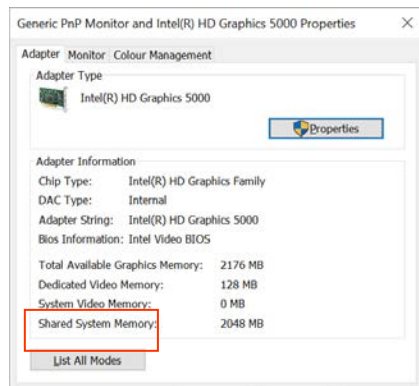 Generic PnP Monitor and Intel(R) HD Graphics 5000 Properties
Adapter Monitor Colour Management
Adapter Type
Intel(R) HD Graphics 5000
Properties
Adapter Information
Chip Type: Intel(R) HD Graphics Family
DAC Type: Internal
Adapter String: Intel(R) HD Graphics 5000
Bios Information: Intel Video BIOS
Total Available Graphics Memory: 2176 MB
Dedicated Video Memory: 128 MB
System Video Memory: 0 MB
Shared System Memory: 2048 MB
List All Modes